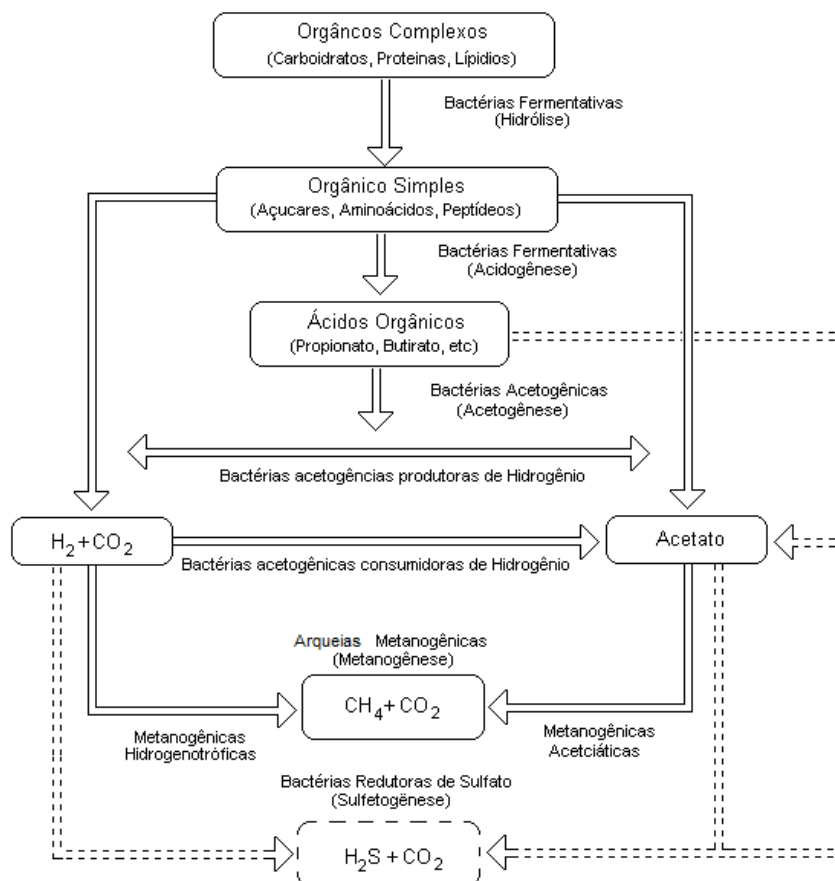 Orgâncos Complexos
(Carboidratos, Proteinas, Lípidios)
Bactérias Fermentativas
(Hidrólise)
Orgânico Simples
(Açucares, Aminoácidos, Peptídeos)
Bactérias Fermentativas
(Acidogênese)
Ácidos Orgânicos
(Propionato, Butirato, etc)
Bactérias Acetogênicas
(Acetogênese)
Bactérias acetogências produtoras de Hidrogênio
H2+CO2
Acetato
Bactérias acetogênicas consumidoras de Hidrogênio
Arqueias Metanogênicas
(Metanogênese)
CH4+CO2
Metanogênicas
Hidrogenotróficas
Metanogênicas
Acetciáticas
Bactérias Redutoras de Sulfato
(Sulfetogënese)
H2S+CO2